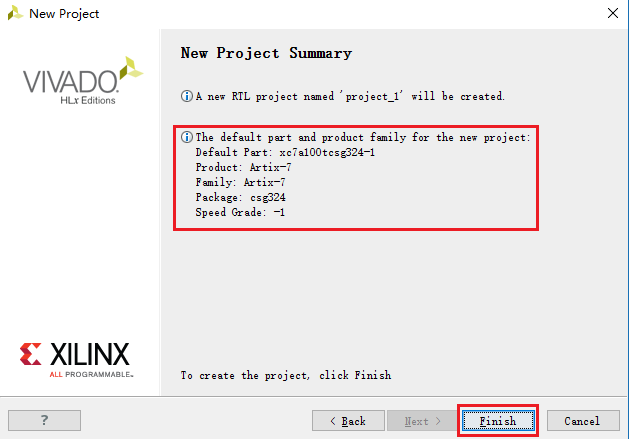 New Project
VIVADO.
HLx Editions
New Project Summary
A new RTL project named 'project_1' will be created.
The default part and product family for the new project:
Default Part: xc7a100tcsg324-1
Product: Artix-7
Family: Artix-7
Package: csg324
Speed Grade: -1
XILINX
ALL PROGRAMMABLE™
To create the project, click Finish
?
< Back
Next >
Finish
Cancel